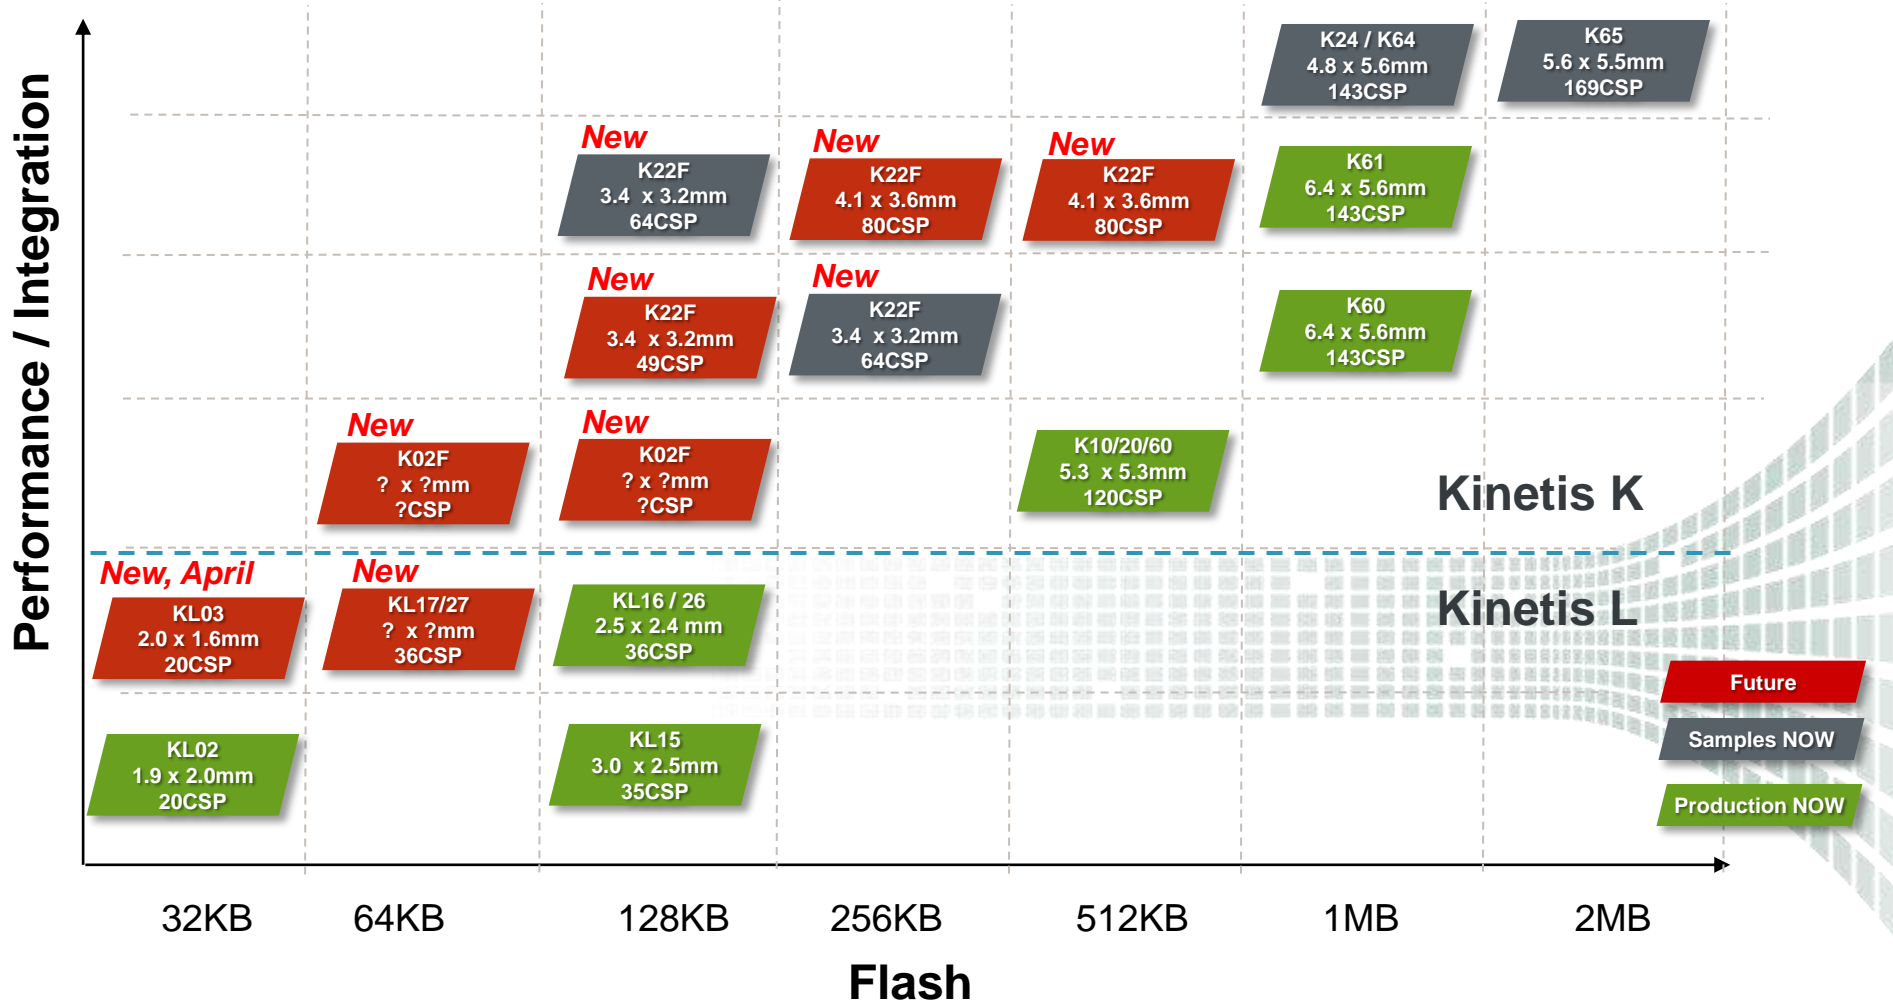 Performance / Integration
K24 / K64
4.8 x 5.6mm
143CSP
K65
5.6 x 5.5mm
169CSP
New
K22F
3.4 x 3.2mm
64CSP
New
K22F
4.1 x 3.6mm
80CSP
New
K22F
4.1 x 3.6mm
80CSP
K61
6.4 x 5.6mm
143CSP
New
K22F
3.4 x 3.2mm
49CSP
New
K22F
3.4 x 3.2mm
64CSP
K60
6.4 x 5.6mm
143CSP
New
K02F
? x ?mm
?CSP
New
K02F
? x ?mm
?CSP
K10/20/60
5.3 x 5.3mm
120CSP
Kinetis K
New, April
KL03
2.0 x 1.6mm
20CSP
New
KL17/27
? x ?mm
36CSP
KL16 / 26
2.5 x 2.4 mm
36CSP
Kinetis L
KL02
1.9 x 2.0mm
20CSP
KL15
3.0 x 2.5mm
35CSP
Future
Samples NOW
Production NOW
32KB
64KB
128KB
256KB
512KB
1MB
2MB
Flash